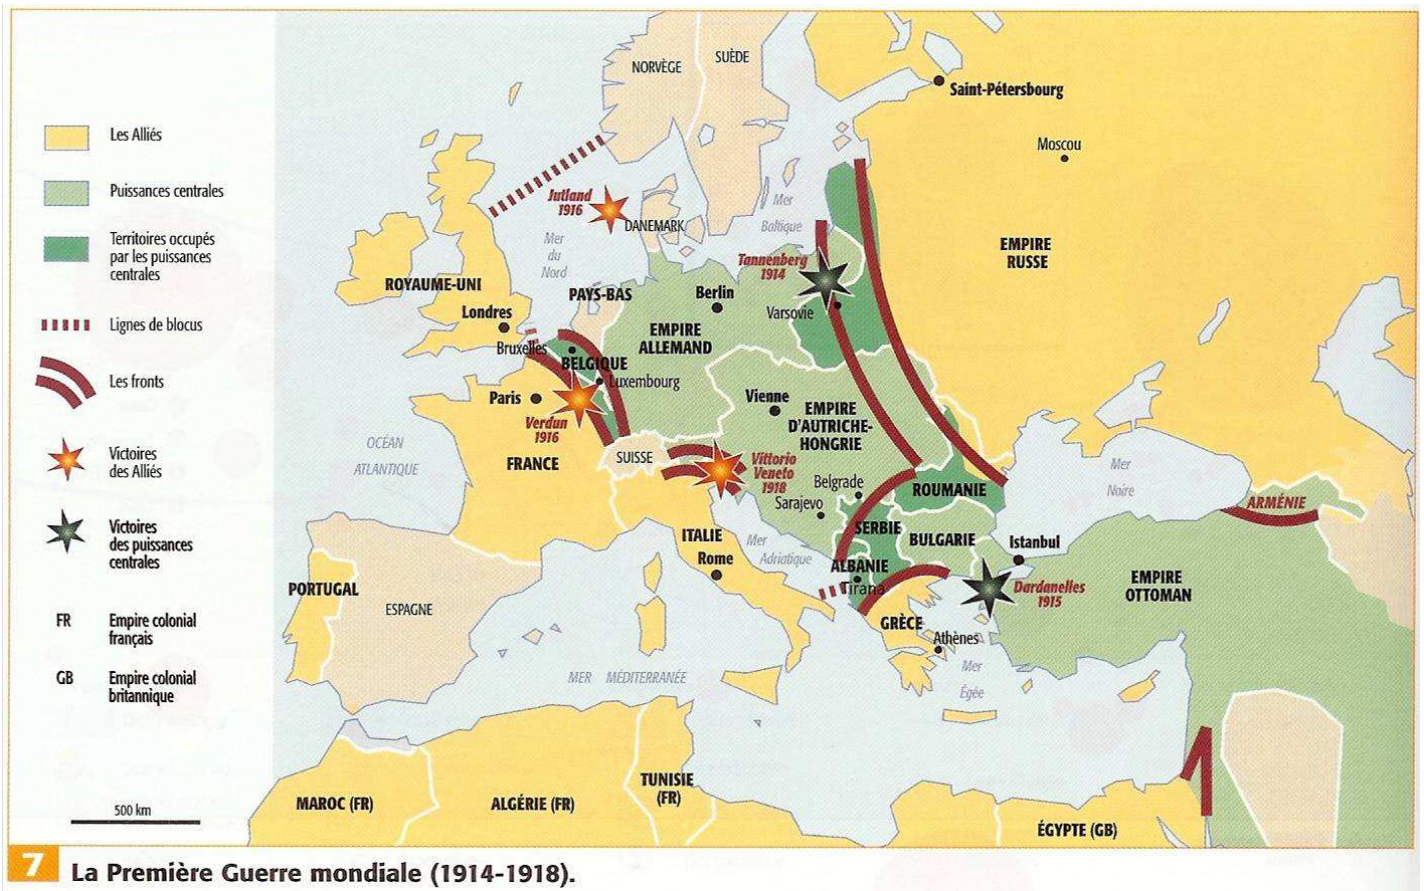 Les Alliés
Puissances centrales
Territoires occupés
par les puissances
centrales
Lignes de blocus
Les fronts
Victoires
des Alliés
Victoires
des puissances
centrales
FR Empire colonial
français
GB Empire colonial
britannique
500 km
NORVÈGE
SUÈDE
Saint-Pétersbourg
Moscou
Jutland
1916
DANEMARK
Mer
Baltique
Mer
du
Nord
EMPIRE
RUSSE
Tannenberg
1914
ROYAUME-UNI
Londres
PAYS-BAS
Berlin
Varsovie
EMPIRE
ALLEMAND
Bruxelles
BELGIQUE
Luxembourg
Paris
Verdun
1916
Vienne
EMPIRE
D'AUTRICHE-
HONGRIE
OCÉAN
ATLANTIQUE
FRANCE
SUISSE
Vittorio
Veneto
1918
Belgrade
Sarajevo
ROUMANIE
Mer
Noire
ARMÉNIE
SERBIE
BULGARIE
Istanbul
ITALIE
Rome
Mer
Adriatique
ALBANIE
Tirana
Dardanelles
1915
EMPIRE
OTTOMAN
PORTUGAL
ESPAGNE
GRÈCE
Athènes
Mer
Égée
MER MÉDITERRANÉE
MAROC (FR)
ALGÉRIE (FR)
TUNISIE
(FR)
ÉGYPTE (GB)
7 La Première Guerre mondiale (1914-1918).